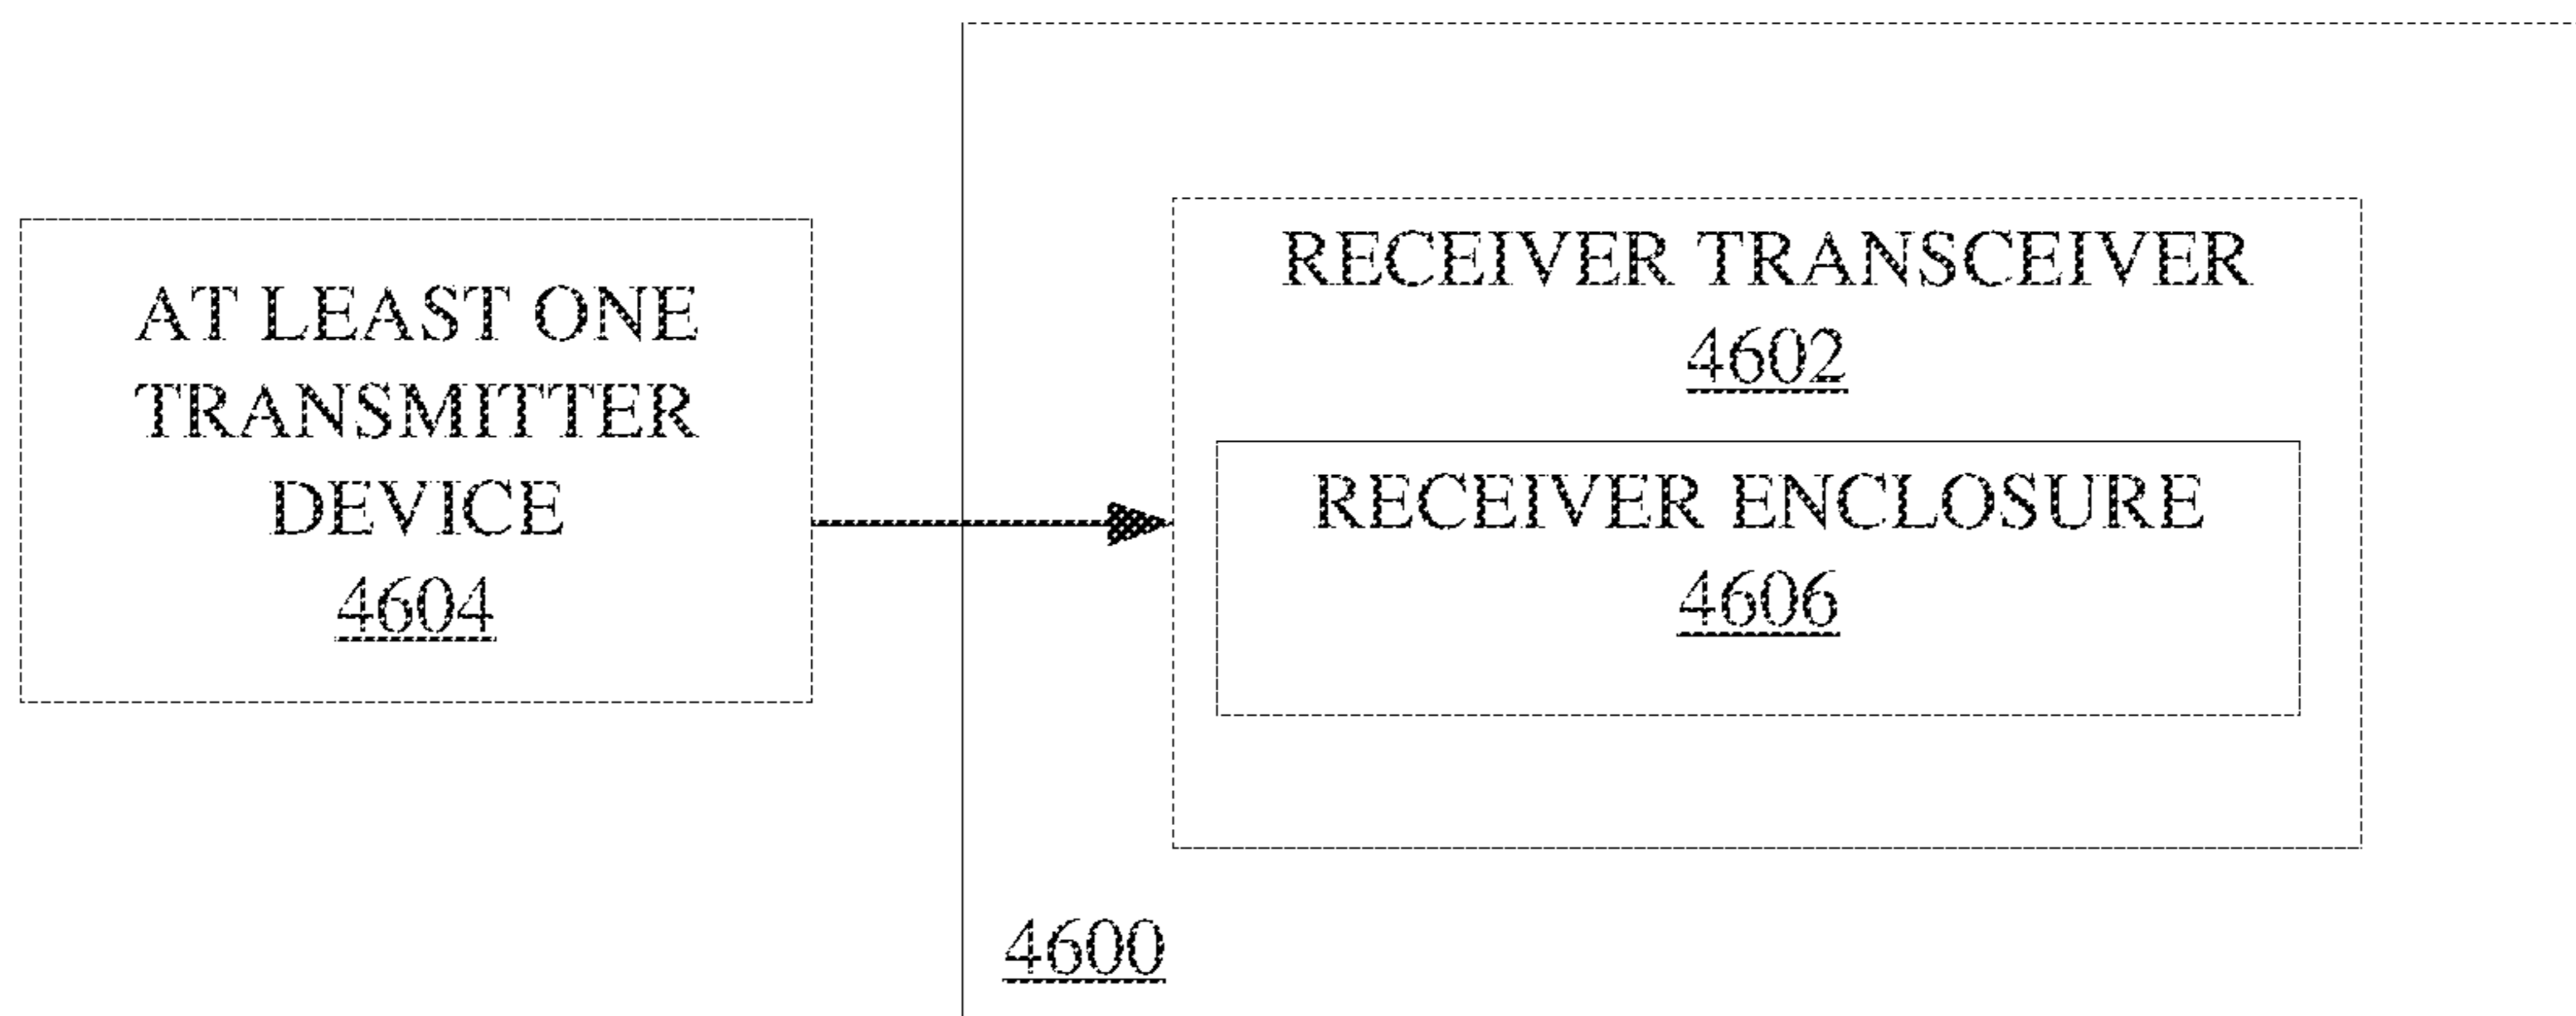 AT LEAST ONE
TRANSMITTER
DEVICE
4604
RECEIVER TRANSCEIVER
4602
RECEIVER ENCLOSURE
4606
4600